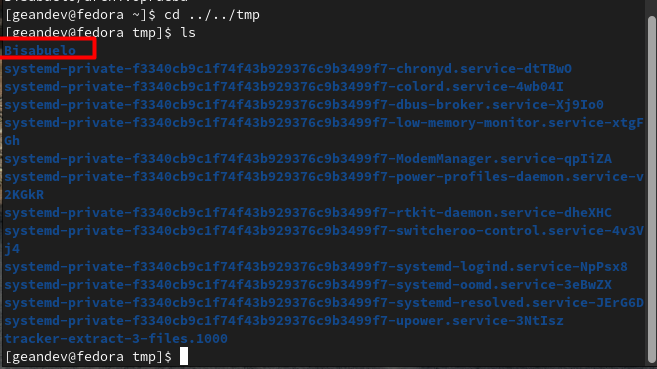 [geandev@fedora ~]$ cd ../../tmp
[geandev@fedora tmp]$ ls
Bisabuelo
systemd-private-f3340cb9c1f74f43b929376c9b3499f7-chronyd.service-dtTBwO
systemd-private-f3340cb9c1f74f43b929376c9b3499f7-colord.service-4wb04I
systemd-private-f3340cb9c1f74f43b929376c9b3499f7-dbus-broker.service-Xj9Io0
systemd-private-f3340cb9c1f74f43b929376c9b3499f7-low-memory-monitor.service-xtgF
Gh
systemd-private-f3340cb9c1f74f43b929376c9b3499f7-ModemManager.service-qpIiZA
systemd-private-f3340cb9c1f74f43b929376c9b3499f7-power-profiles-daemon.service-v
2KGkR
systemd-private-f3340cb9c1f74f43b929376c9b3499f7-rtkit-daemon.service-dheXHC
systemd-private-f3340cb9c1f74f43b929376c9b3499f7-switcheroo-control.service-4v3V
j4
systemd-private-f3340cb9c1f74f43b929376c9b3499f7-systemd-logind.service-NpPsx8
systemd-private-f3340cb9c1f74f43b929376c9b3499f7-systemd-oomd.service-3eBwZX
systemd-private-f3340cb9c1f74f43b929376c9b3499f7-systemd-resolved.service-JErG6D
systemd-private-f3340cb9c1f74f43b929376c9b3499f7-upower.service-3NtIsz
tracker-extract-3-files.1000
[geandev@fedora tmp]$